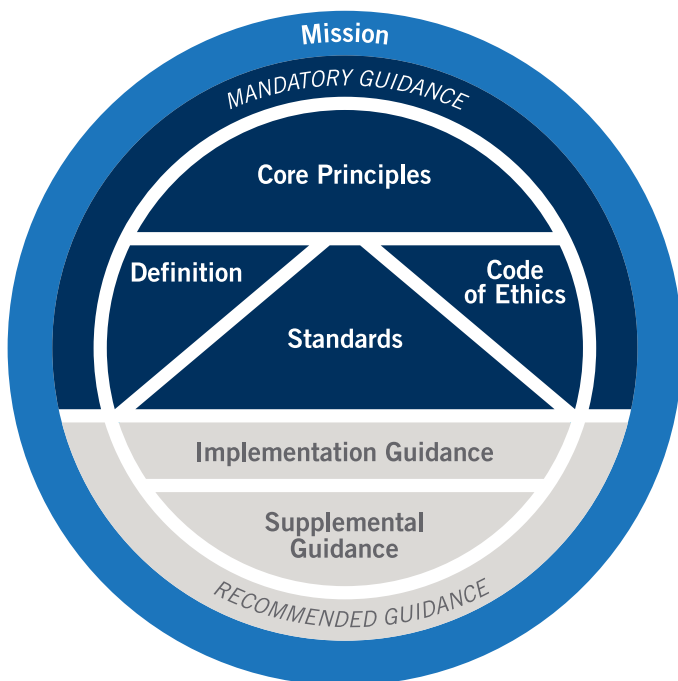 Mission
MANDATORY GUIDANCE
Core Principles
Definition
Code
of Ethics
Standards
Implementation Guidance
Supplemental
Guidance
RECOMMENDED GUIDANCE